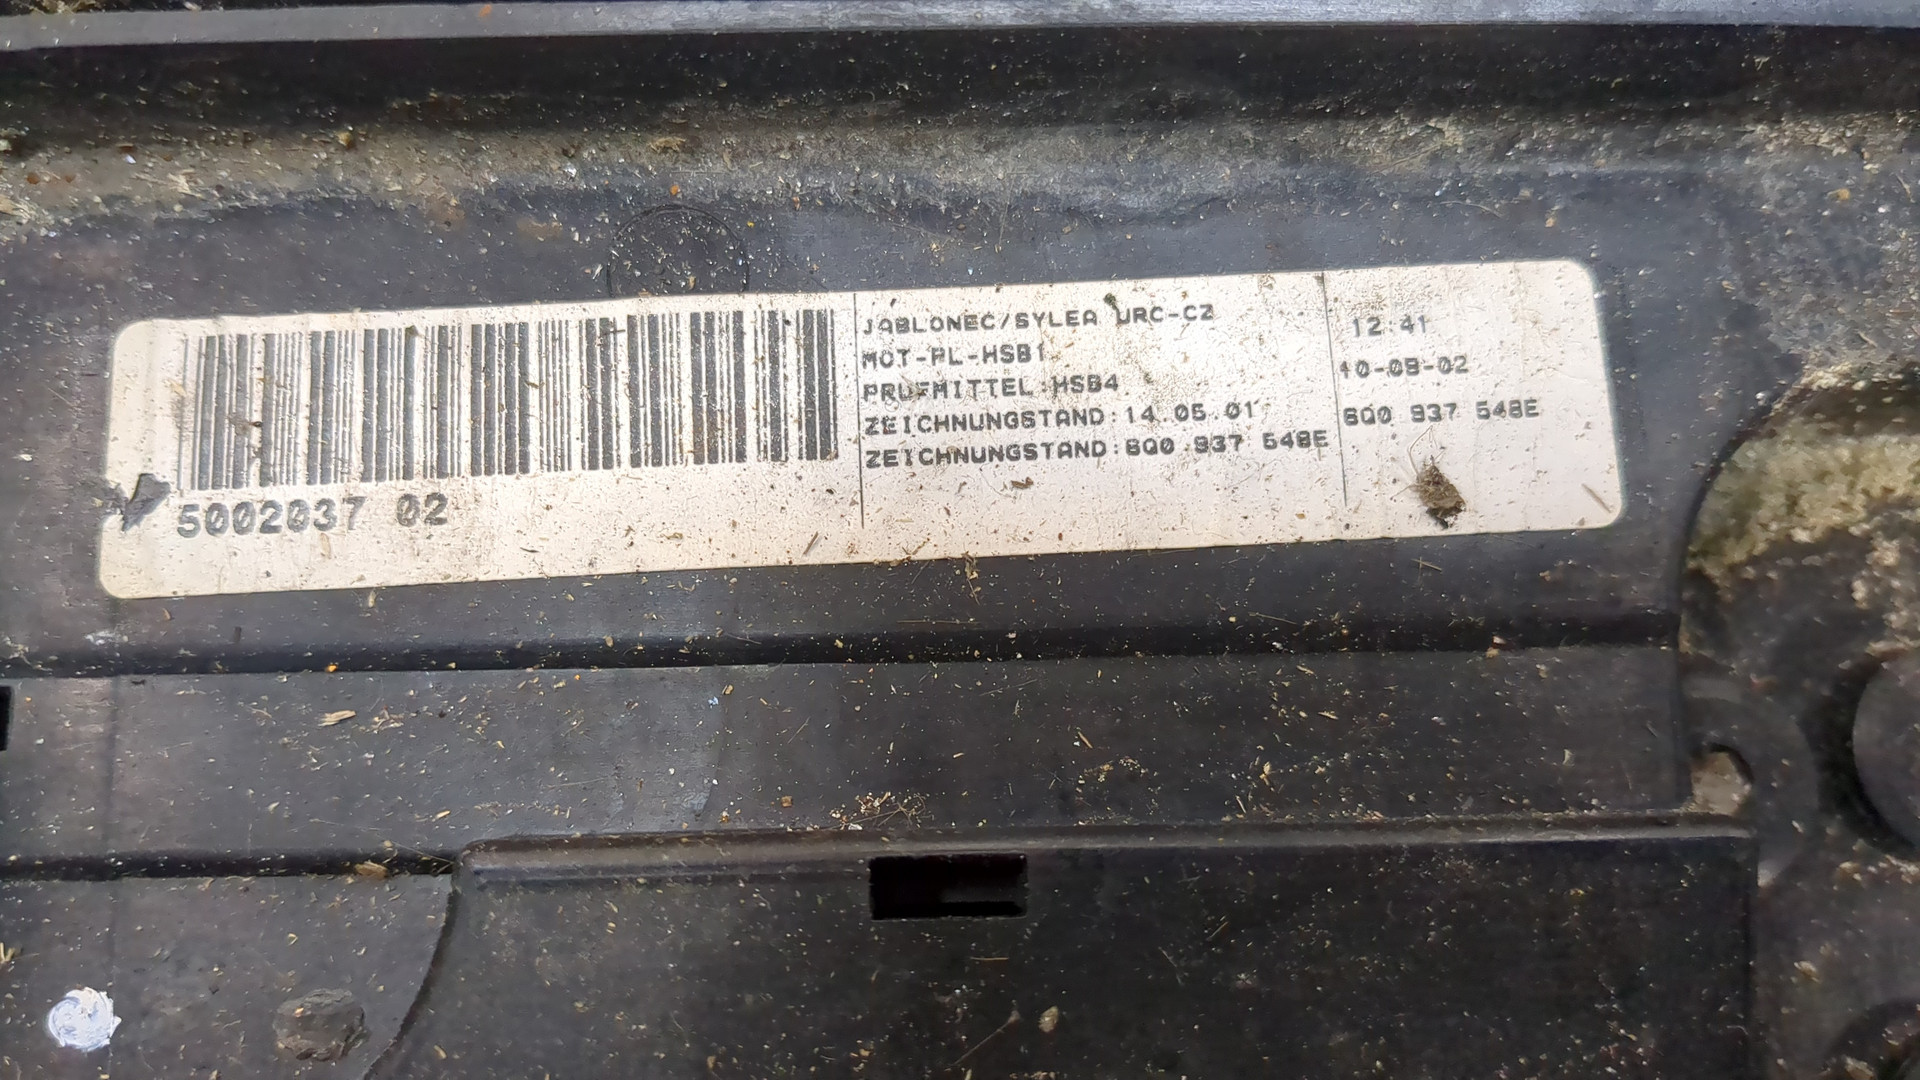 5002037 02
JABLONEC/SYLEA URC-CZ
MOT-PL-HSB1
PRUFMITTEL:HSB4
ZEICHNUNGSTAND:14.05.01
ZEICHNUNGSTAND:6Q0 937 548E
12:41
10-08-02
6Q0 937 548E